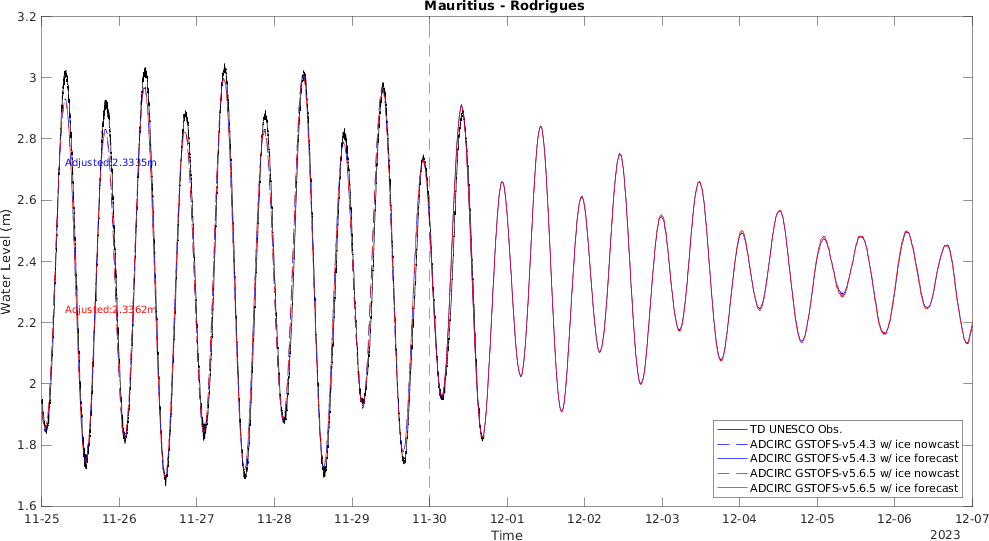 Mauritius - Rodrigues
3.2
3
2.8
2.6
2.4
2.2
2
1.8
1.6
Water Level (m)
Adjusted:2.3335m
Adjusted:2.3362m
TD UNESCO Obs.
ADCIRC GSTOFS-v5.4.3 w/ ice nowcast
ADCIRC GSTOFS-v5.4.3 w/ ice forecast
ADCIRC GSTOFS-v5.6.5 w/ ice nowcast
ADCIRC GSTOFS-v5.6.5 w/ ice forecast
11-25 11-26 11-27 11-28 11-29 11-30 12-01 12-02 12-03 12-04 12-05 12-06 12-07
Time
2023